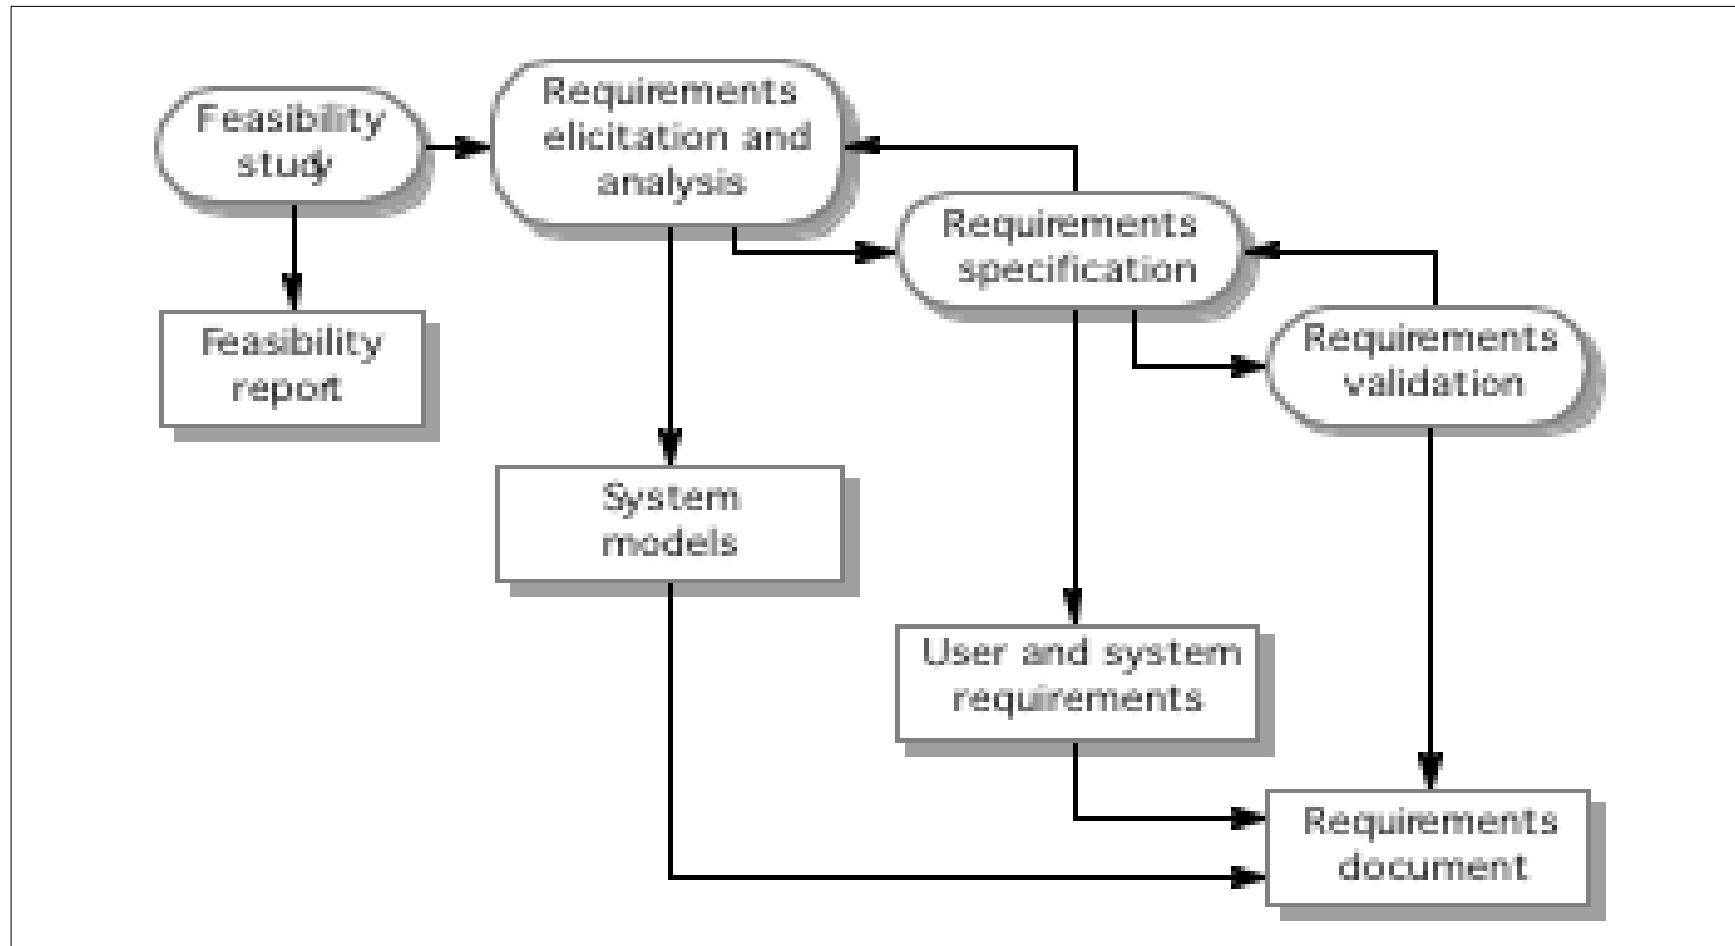 Feasibility
study
Requirements
elicitation and
analysis
Requirements
specification
Requirements
validation
Feasibility
report
System
models
User and system
requirements
Requirements
document